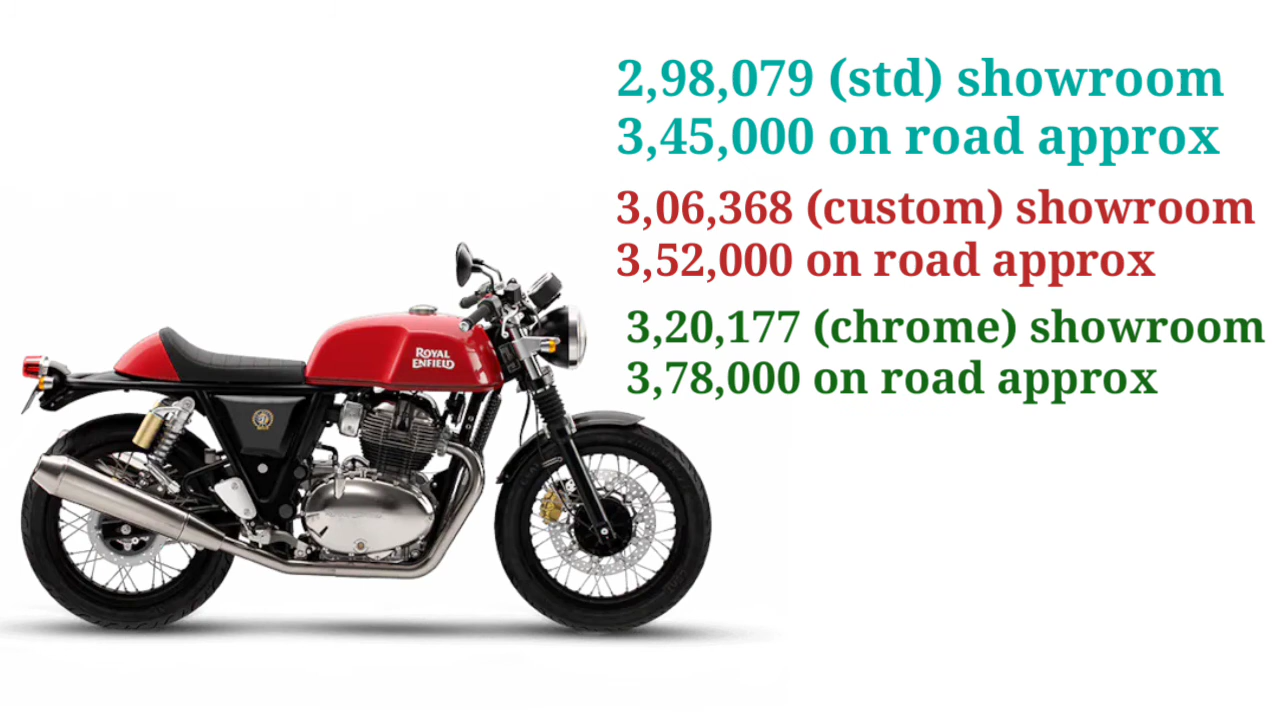 2,98,079 (std) showroom
3,45,000 on road approx
3,06,368 (custom) showroom
3,52,000 on road approx
3,20,177 (chrome) showroom
3,78,000 on road approx
ROYAL
ENFIELD